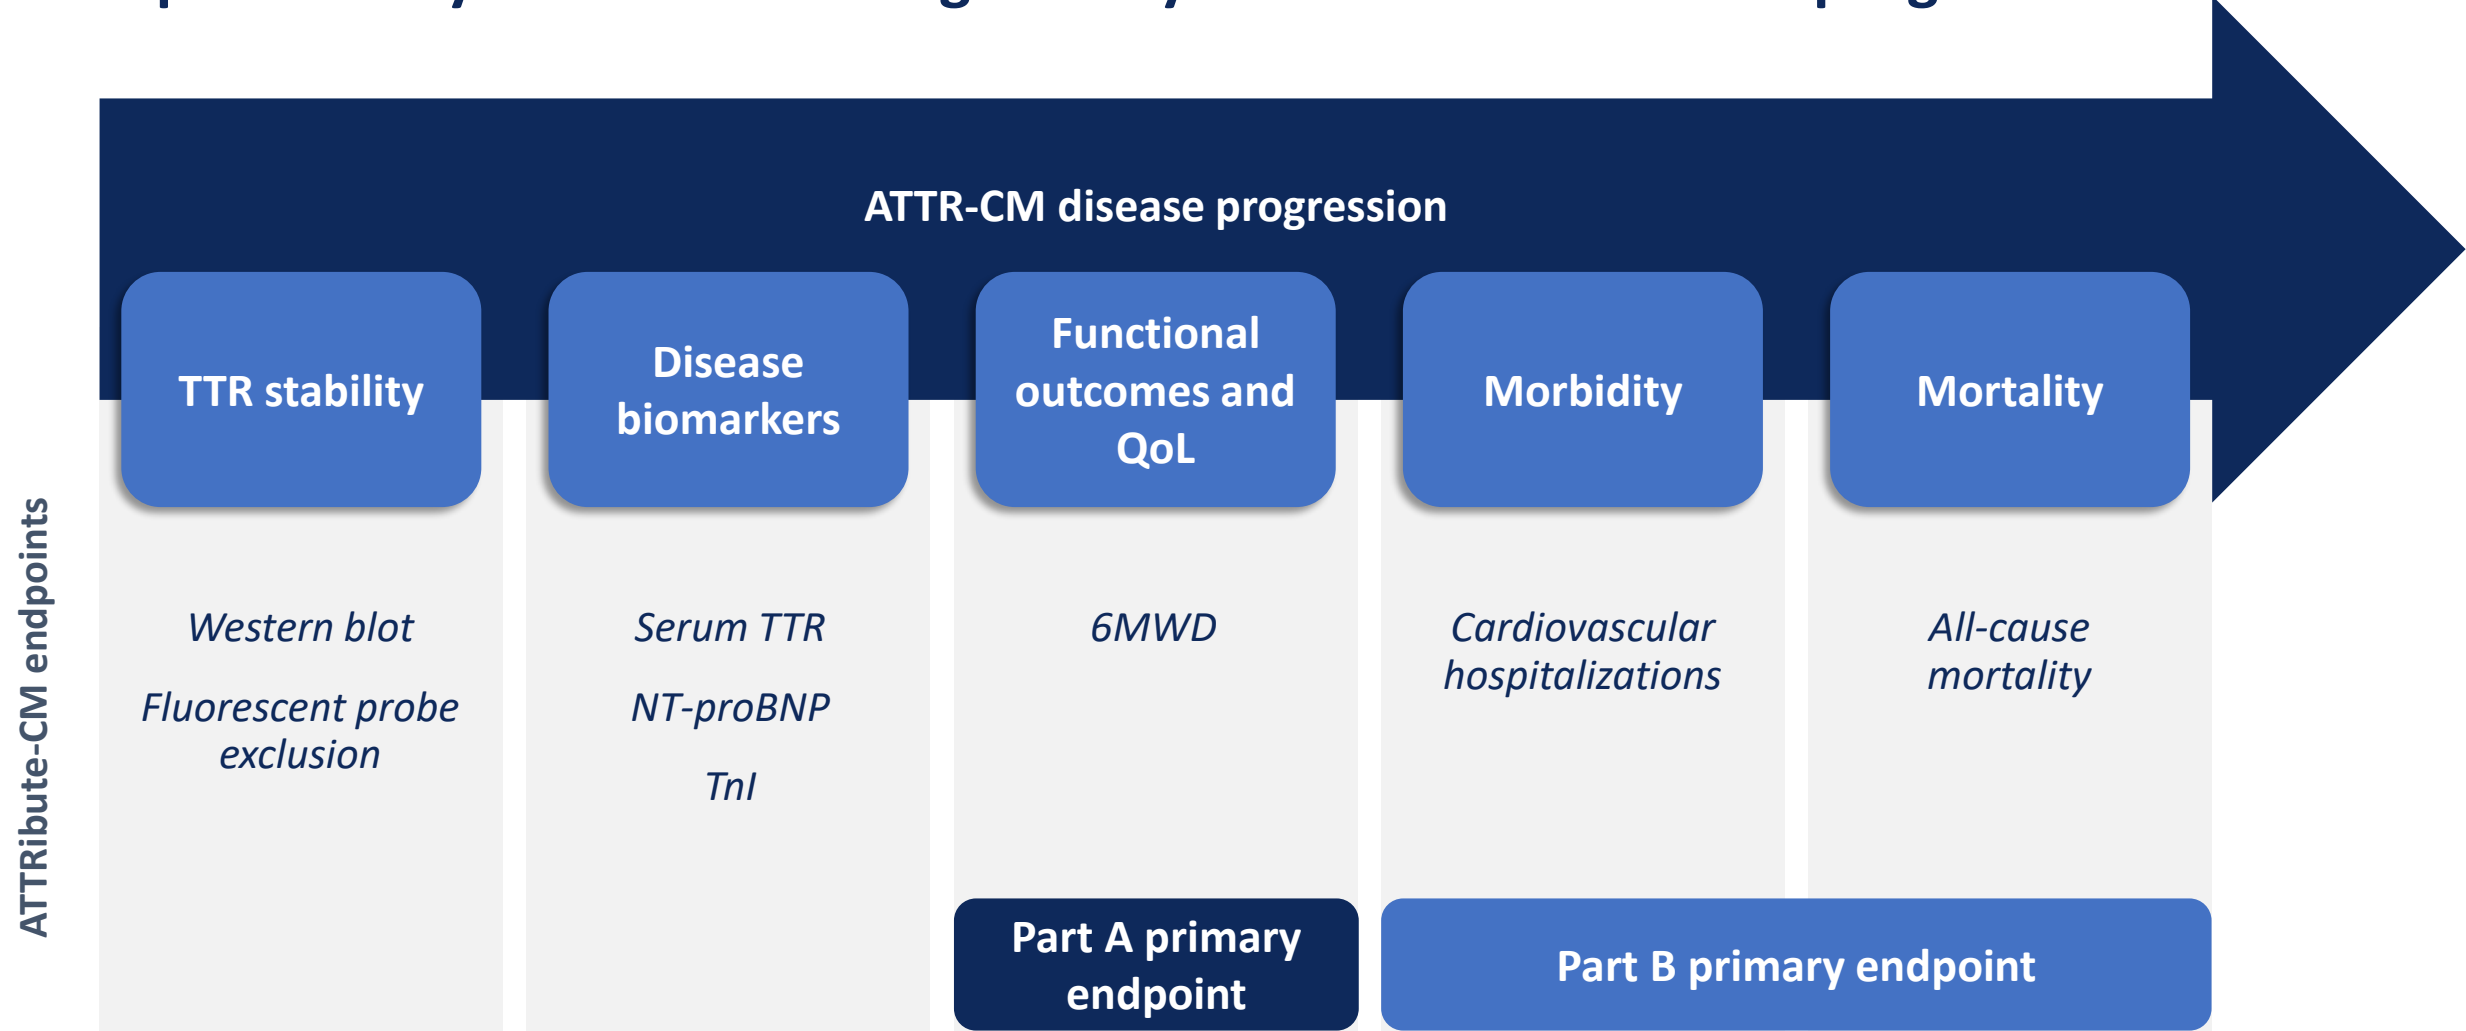 ATTR-CM disease progression
TTR stability
Disease
biomarkers
Functional
outcomes and
QoL
Morbidity
Mortality
ATTRibute-CM endpoints
Western blot
Fluorescent probe
exclusion
Serum TTR
NT-proBNP
TnI
6MWD
Cardiovascular
hospitalizations
All-cause
mortality
Part A primary
endpoint
Part B primary endpoint